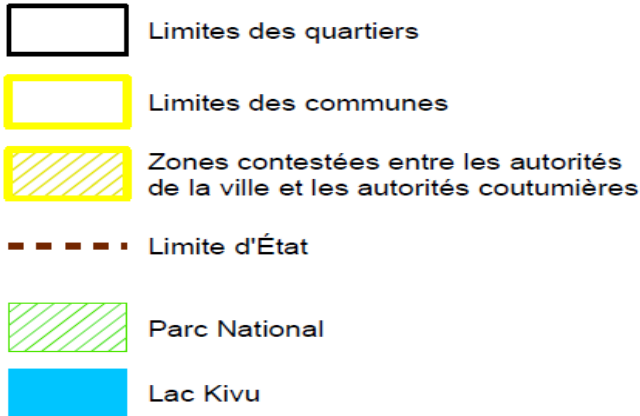 Limites des quartiers
Limites des communes
Zones contestées entre les autorités
de la ville et les autorités coutumières
Limite d'État
Parc National
Lac Kivu